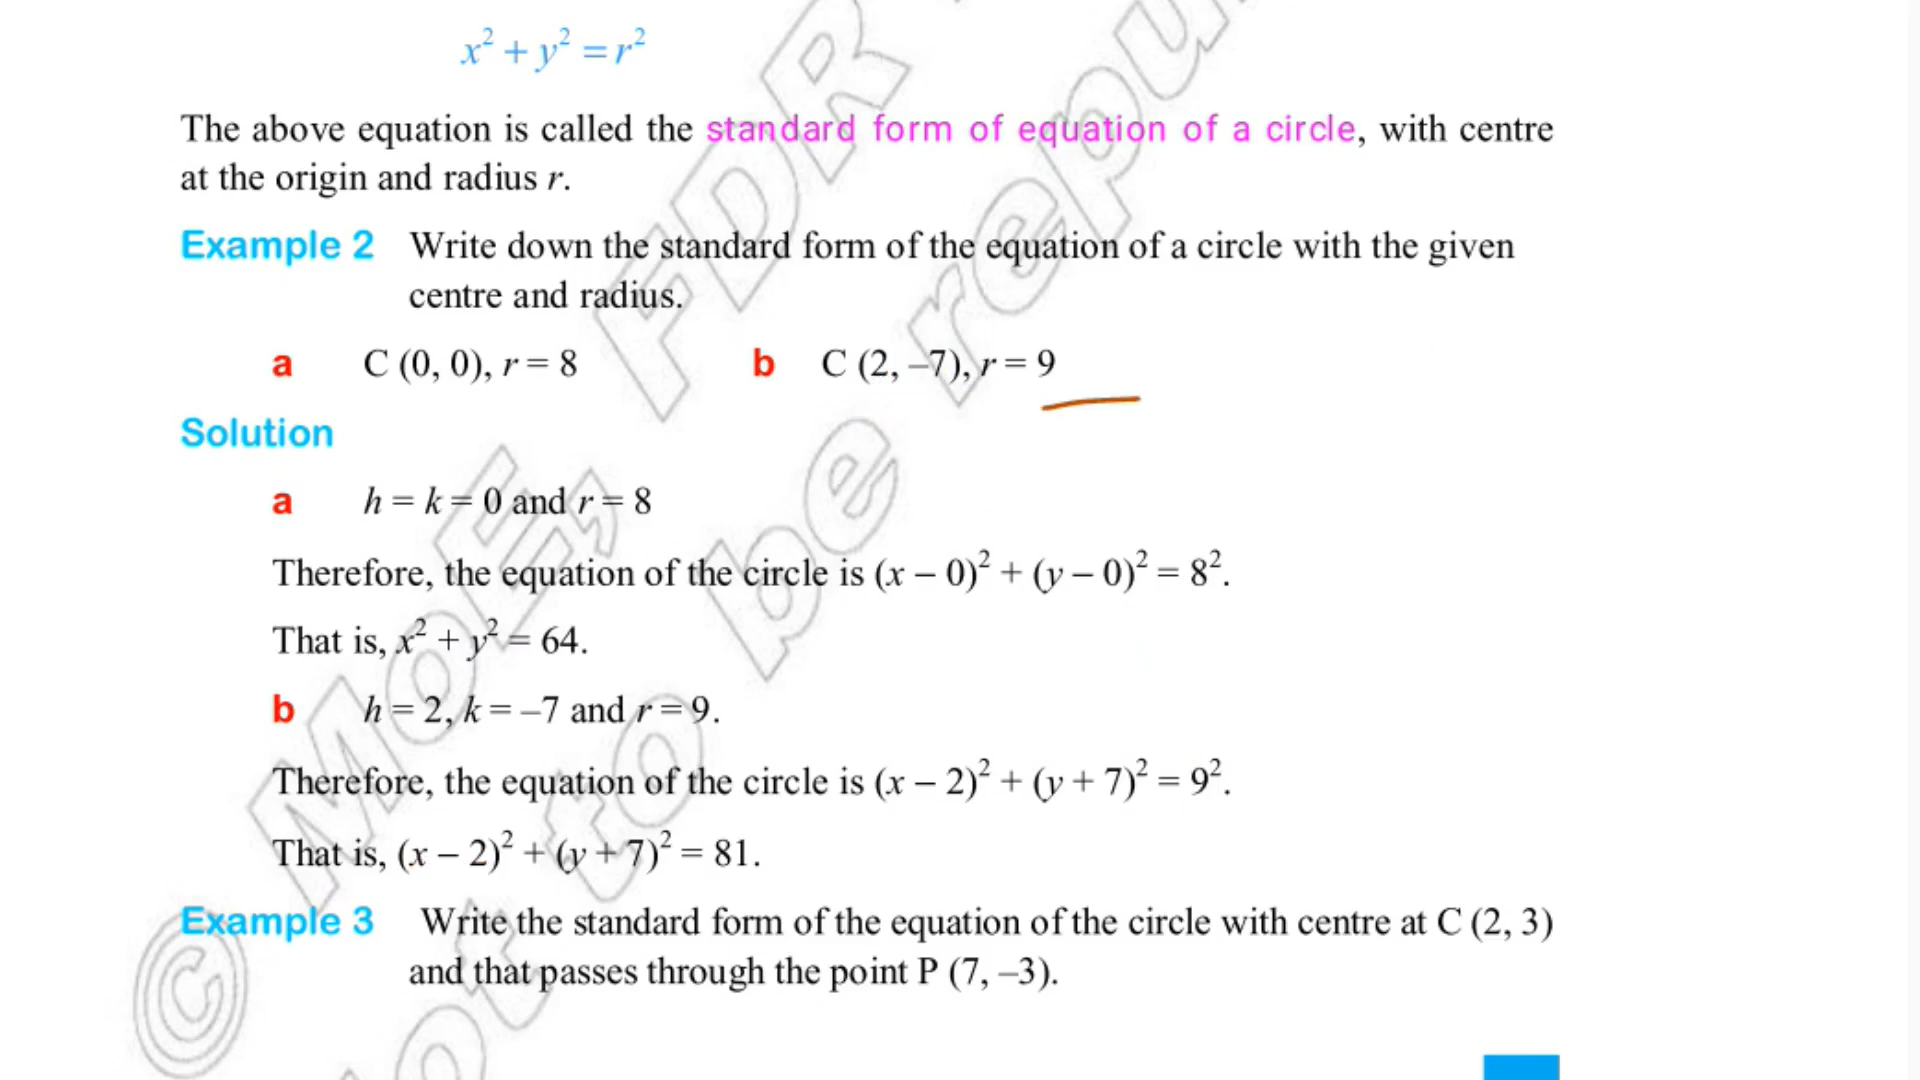 x² + y² = r²
The above equation is called the standard form of equation of a circle, with centre
at the origin and radius r.
Example 2 Write down the standard form of the equation of a circle with the given
centre and radius.
a C (0, 0), r = 8 b C (2, –7), r = 9
Solution
a h = k = 0 and r = 8
Therefore, the equation of the circle is (x – 0)² + (y – 0)² = 8².
That is, x² + y² = 64.
b h = 2, k = –7 and r = 9.
Therefore, the equation of the circle is (x – 2)² + (y + 7)² = 9².
That is, (x – 2)² + (y + 7)² = 81.
Example 3 Write the standard form of the equation of the circle with centre at C (2, 3)
and that passes through the point P (7, –3).
© MoE, FDR
to be